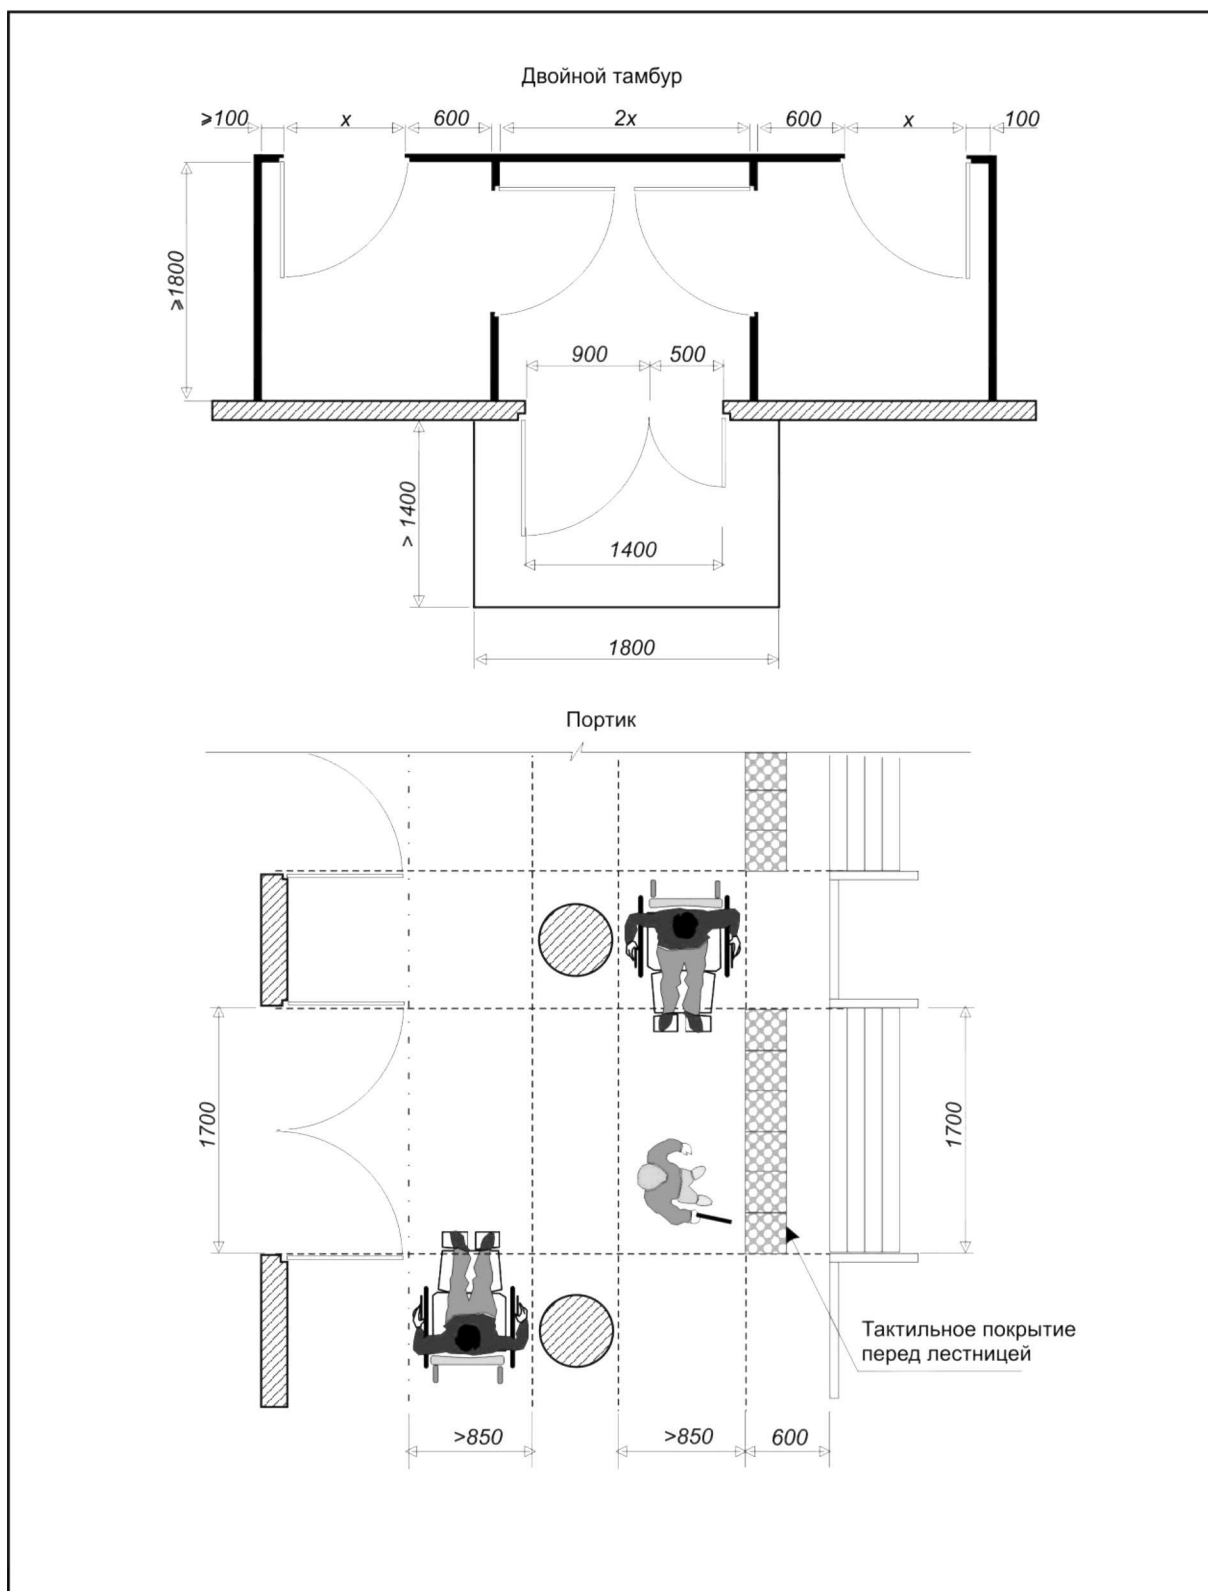 Двойной тамбур
⩾100 x 600 2x 600 x 100
⩾1800
900 500
> 1400
1400
1800
Портик
1700
1700
Тактильное покрытие
перед лестницей
>850 >850 600